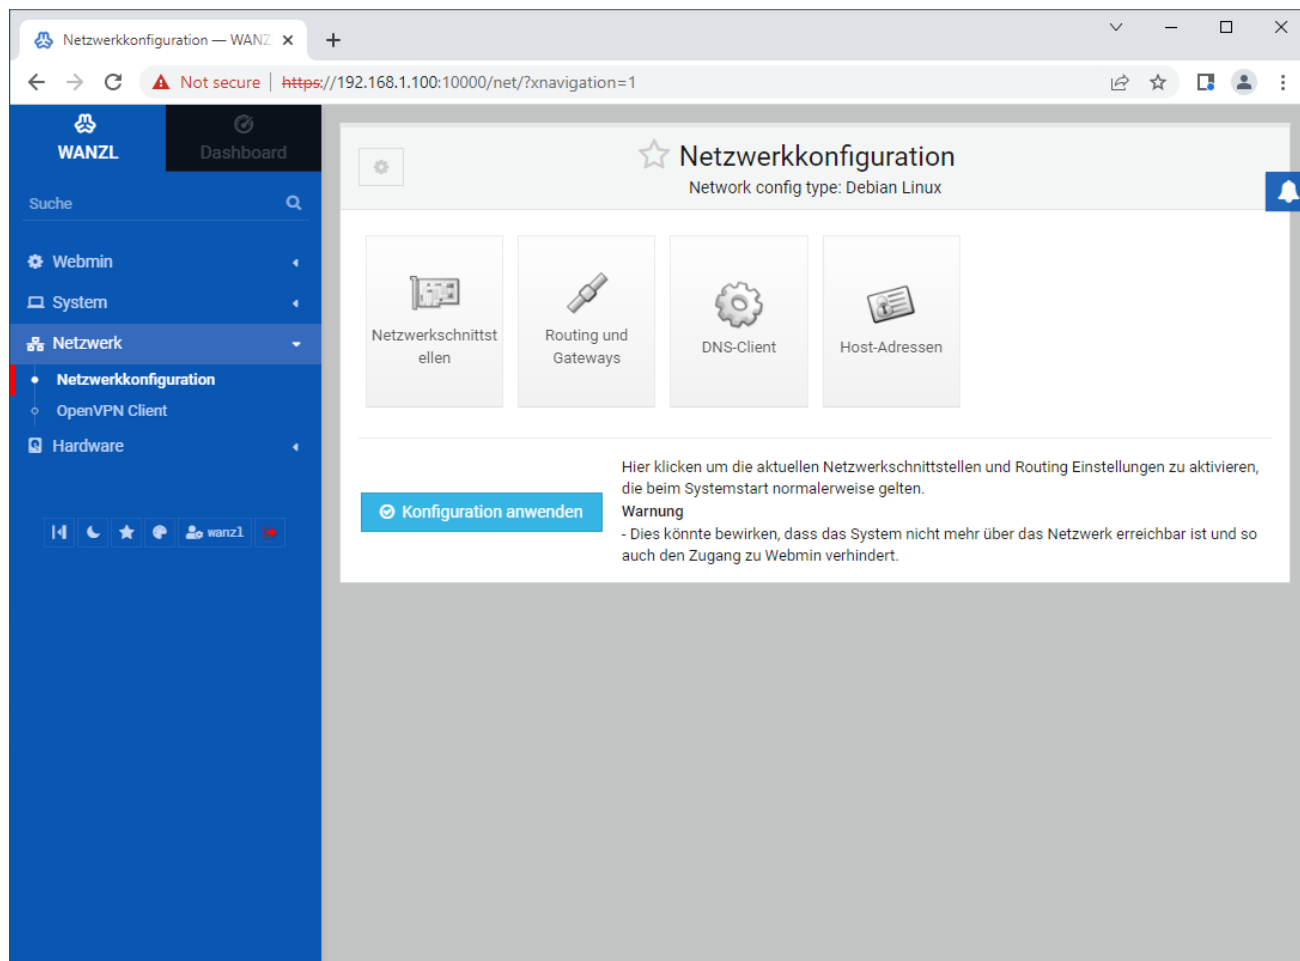 Netzwerkkonfiguration — WANZ
Not secure | https://192.168.1.100:10000/net/?xnavigation=1
WANZL
Dashboard
Suche
Webmin
System
Netzwerk
Netzwerkkonfiguration
OpenVPN Client
Hardware
wanzl
Netzwerkkonfiguration
Network config type: Debian Linux
Netzwerkschnittst
ellen
Routing und
Gateways
DNS-Client
Host-Adressen
Konfiguration anwenden
Hier klicken um die aktuellen Netzwerkschnittstellen und Routing Einstellungen zu aktivieren,
die beim Systemstart normalerweise gelten.
Warnung
- Dies könnte bewirken, dass das System nicht mehr über das Netzwerk erreichbar ist und so
auch den Zugang zu Webmin verhindert.